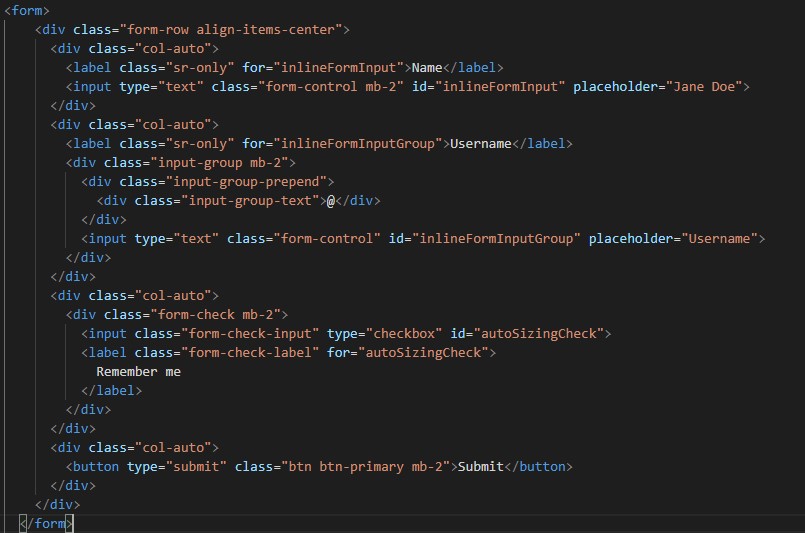 <form>
    <div class="form-row align-items-center">
      <div class="col-auto">
        <label class="sr-only" for="inlineFormInput">Name</label>
        <input type="text" class="form-control mb-2" id="inlineFormInput" placeholder="Jane Doe">
      </div>
      <div class="col-auto">
        <label class="sr-only" for="inlineFormInputGroup">Username</label>
        <div class="input-group mb-2">
          <div class="input-group-prepend">
            <div class="input-group-text">@</div>
          </div>
          <input type="text" class="form-control" id="inlineFormInputGroup" placeholder="Username">
        </div>
      </div>
      <div class="col-auto">
        <div class="form-check mb-2">
          <input class="form-check-input" type="checkbox" id="autoSizingCheck">
          <label class="form-check-label" for="autoSizingCheck">
            Remember me
          </label>
        </div>
      </div>
      <div class="col-auto">
        <button type="submit" class="btn btn-primary mb-2">Submit</button>
      </div>
    </div>
  </form>